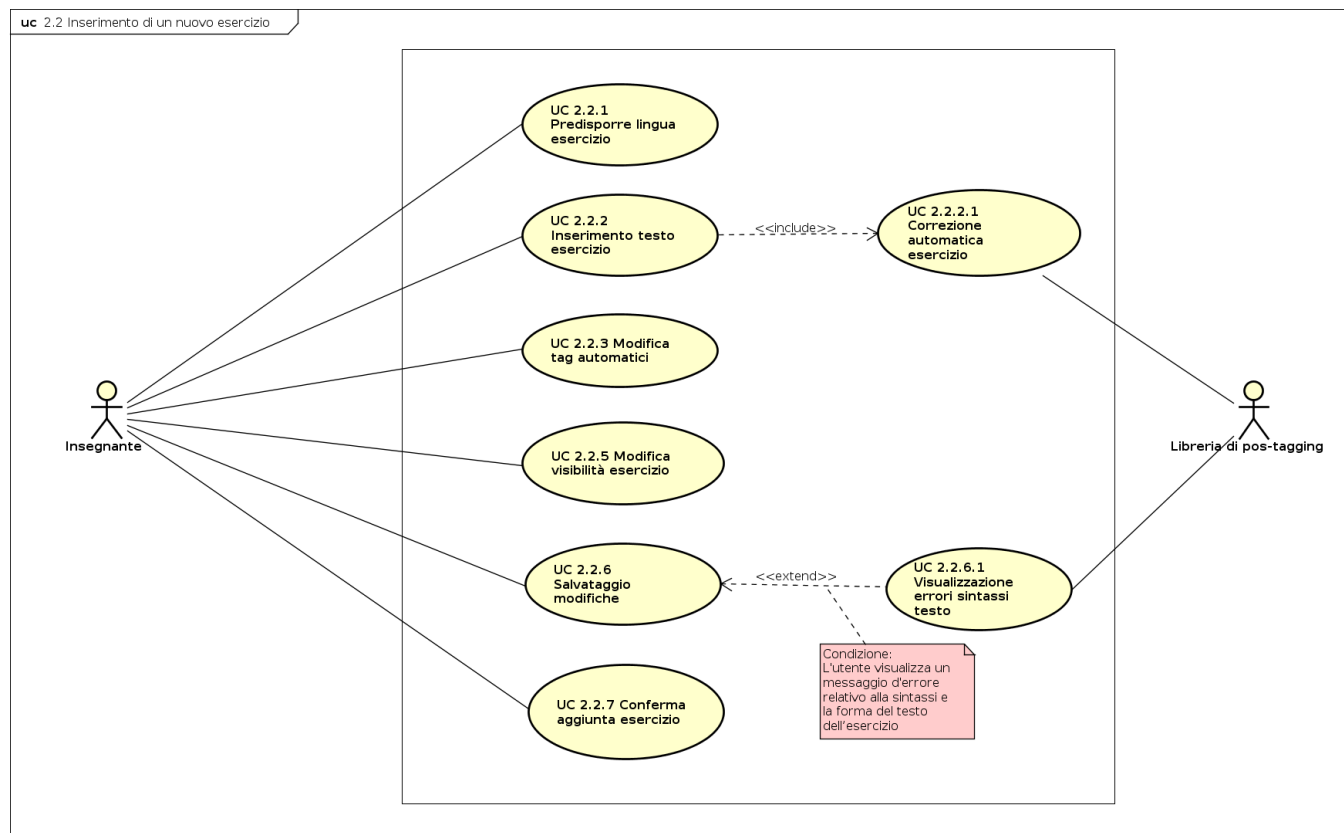 uc 2.2 Inserimento di un nuovo esercizio
UC 2.2.1
Predisporre lingua
esercizio
UC 2.2.2
Inserimento testo
esercizio
<<include>>
UC 2.2.2.1
Correzione
automatica
esercizio
UC 2.2.3 Modifica
tag automatici
Insegnante
Libreria di pos-tagging
UC 2.2.5 Modifica
visibilità esercizio
UC 2.2.6
Salvataggio
modifiche
<<extend>>
UC 2.2.6.1
Visualizzazione
errori sintassi
testo
Condizione:
L'utente visualizza un
messaggio d'errore
relativo alla sintassi e
la forma del testo
dell'esercizio
UC 2.2.7 Conferma
aggiunta esercizio